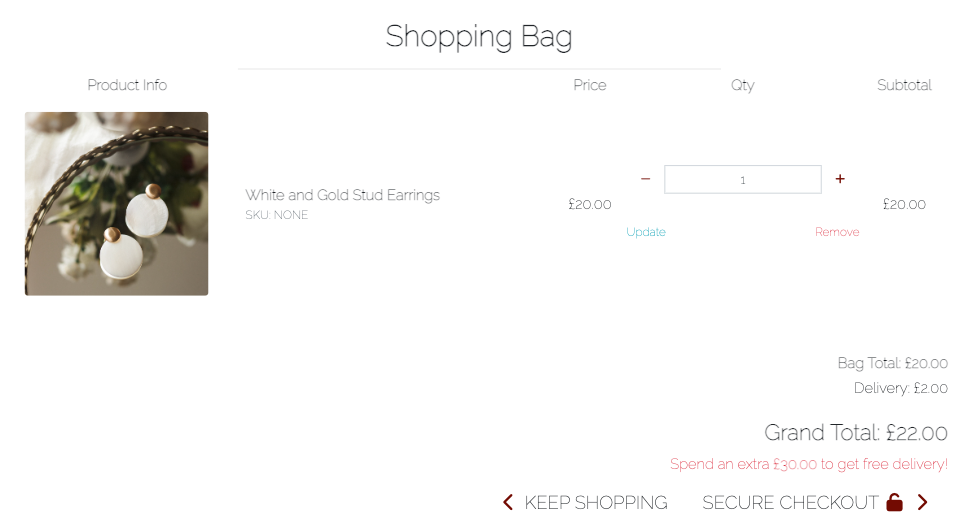 Shopping Bag
Product Info Price Qty Subtotal
White and Gold Stud Earrings
SKU: NONE
£20.00
− 1 +
£20.00
Update Remove
Bag Total: £20.00
Delivery: £2.00
Grand Total: £22.00
Spend an extra £30.00 to get free delivery!
KEEP SHOPPING SECURE CHECKOUT